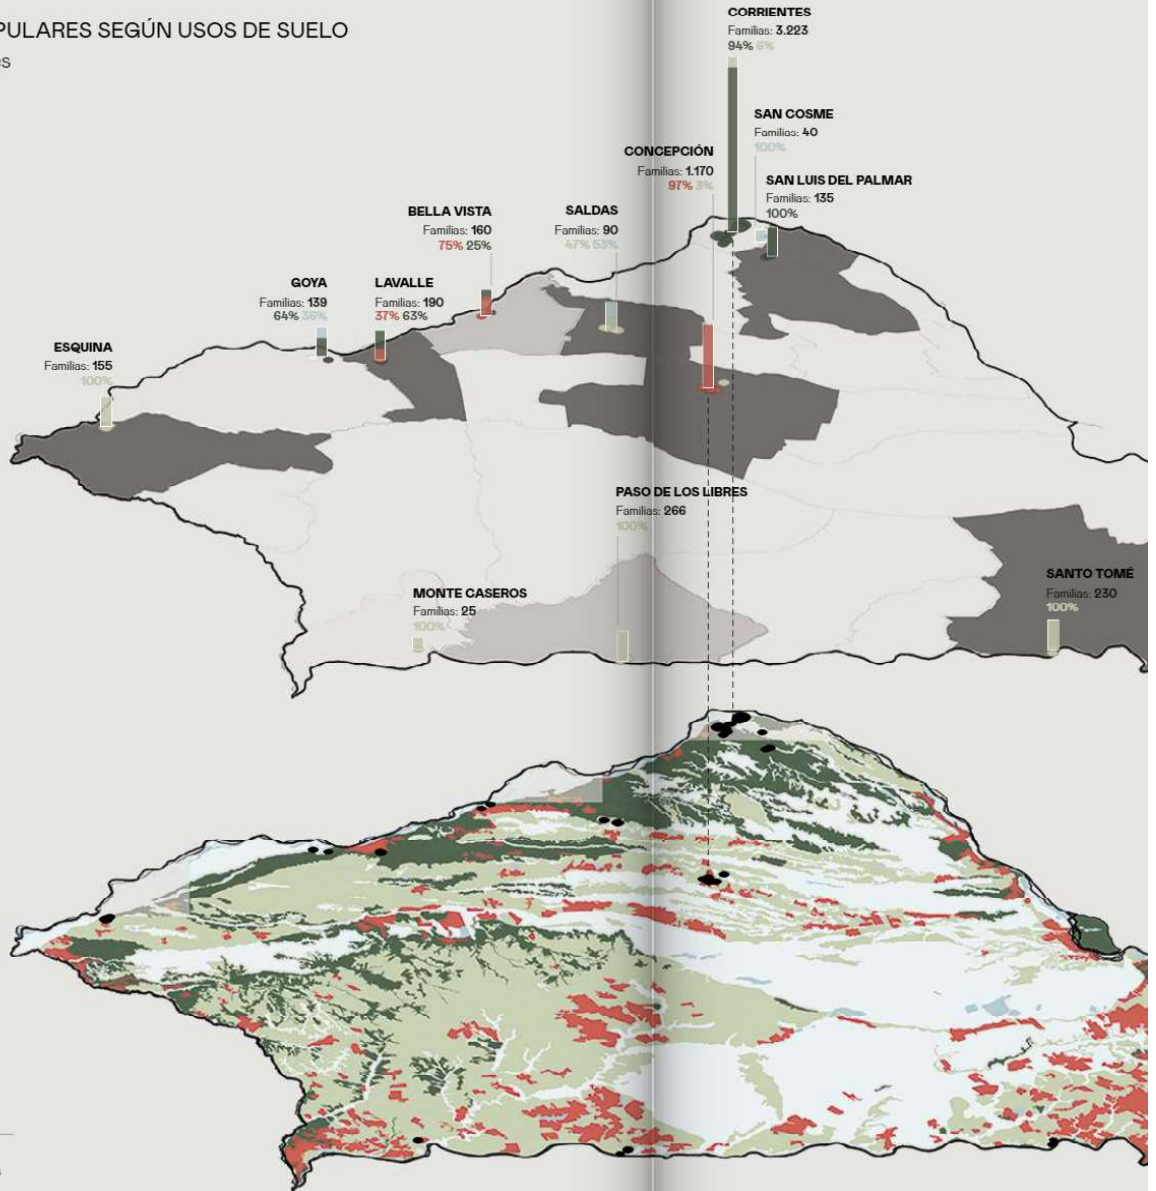 PULARES SEGÚN USOS DE SUELO
es
CORRIENTES
Familias: 3.223
94% 6%
SAN COSME
Familias: 40
100%
CONCEPCIÓN
Familias: 1.170
97% 3%
SAN LUIS DEL PALMAR
Familias: 135
100%
BELLA VISTA
Familias: 160
75% 25%
SALDAS
Familias: 90
47% 53%
GOYA
Familias: 139
64% 36%
LAVALLE
Familias: 190
37% 63%
ESQUINA
Familias: 155
100%
PASO DE LOS LIBRES
Familias: 266
100%
MONTE CASEROS
Familias: 25
100%
SANTO TOMÉ
Familias: 230
100%